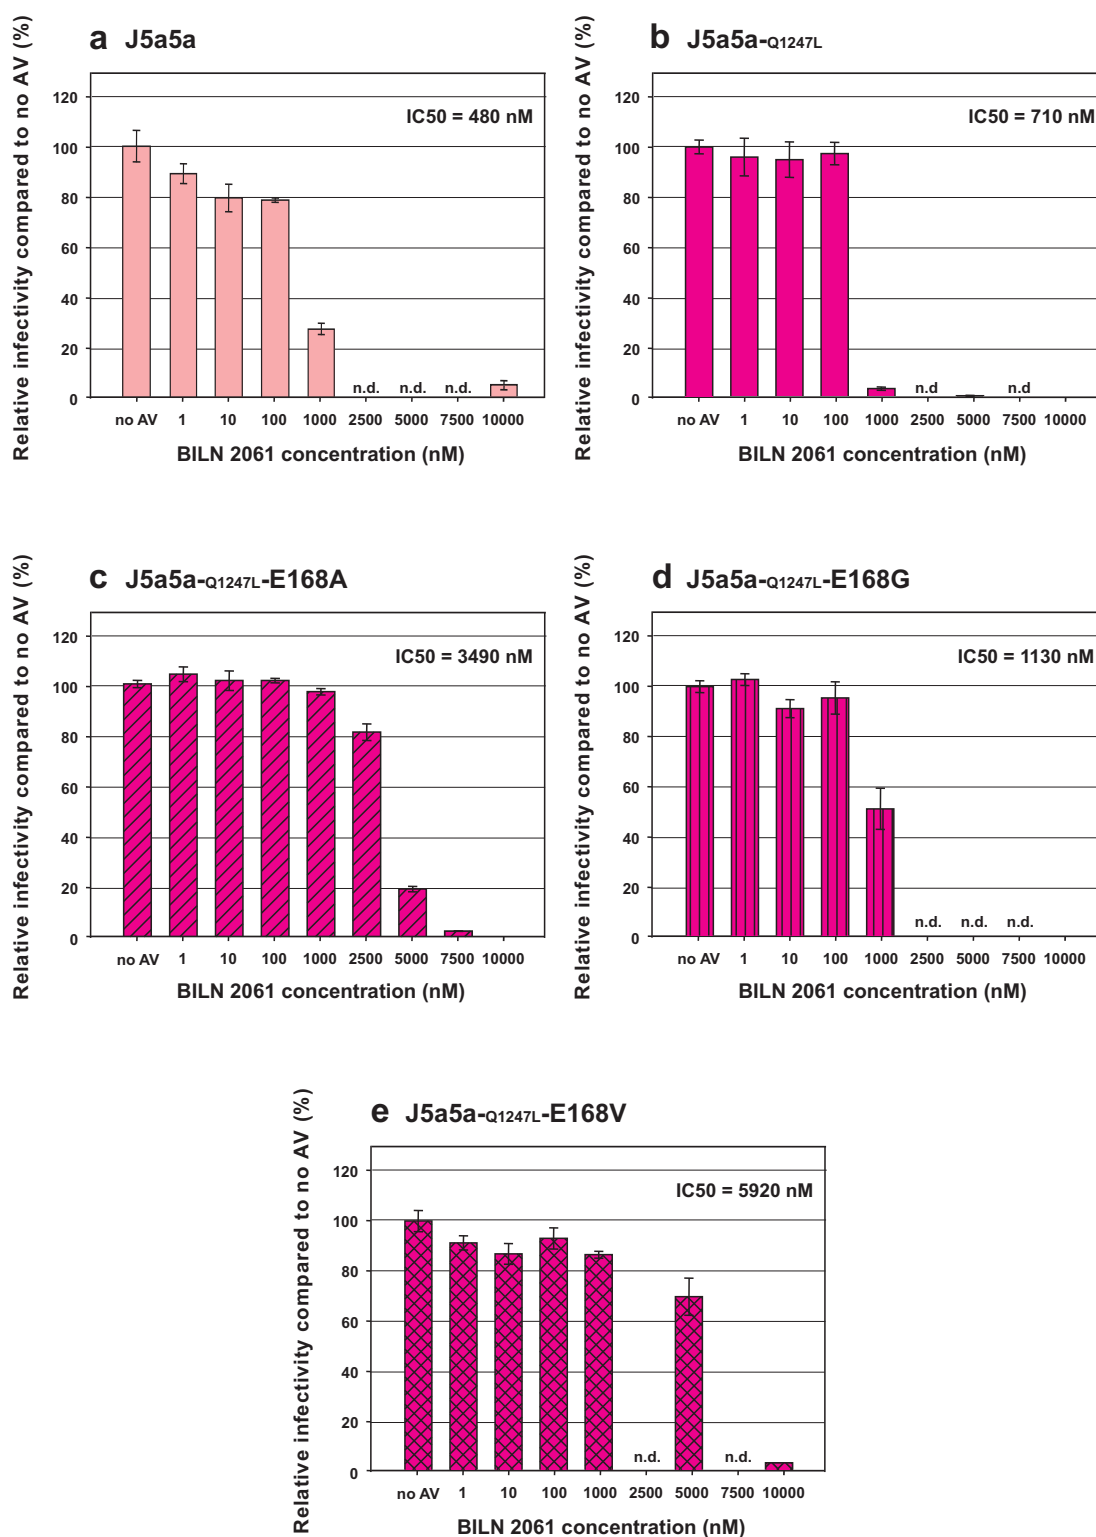 a J5a5a
Relative infectivity compared to no AV (%)
120
100
80
60
40
20
0
IC50 = 480 nM
n.d. n.d. n.d.
no AV 1 10 100 1000 2500 5000 7500 10000
BILN 2061 concentration (nM)
b J5a5a-Q1247L
Relative infectivity compared to no AV (%)
120
100
80
60
40
20
0
IC50 = 710 nM
n.d n.d
no AV 1 10 100 1000 2500 5000 7500 10000
BILN 2061 concentration (nM)
c J5a5a-Q1247L-E168A
Relative infectivity compared to no AV (%)
120
100
80
60
40
20
0
IC50 = 3490 nM
no AV 1 10 100 1000 2500 5000 7500 10000
BILN 2061 concentration (nM)
d J5a5a-Q1247L-E168G
Relative infectivity compared to no AV (%)
120
100
80
60
40
20
0
IC50 = 1130 nM
n.d. n.d. n.d.
no AV 1 10 100 1000 2500 5000 7500 10000
BILN 2061 concentration (nM)
e J5a5a-Q1247L-E168V
Relative infectivity compared to no AV (%)
120
100
80
60
40
20
0
IC50 = 5920 nM
n.d. n.d.
no AV 1 10 100 1000 2500 5000 7500 10000
BILN 2061 concentration (nM)